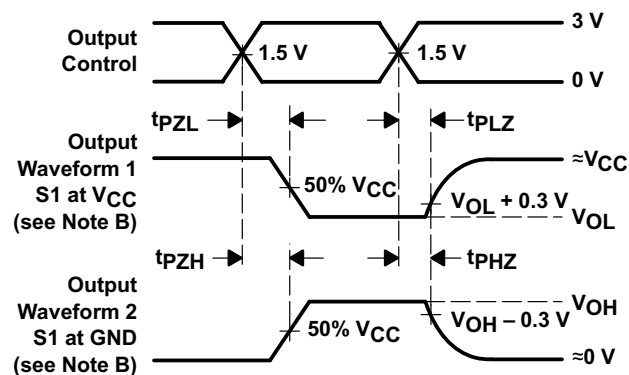 Output
Control
1.5 V
1.5 V
3 V
0 V
tPZL
tPLZ
Output
Waveform 1
S1 at VCC
(see Note B)
50% VCC
≈VCC
VOL + 0.3 V
VOL
tPZH
tPHZ
Output
Waveform 2
S1 at GND
(see Note B)
50% VCC
VOH
VOH – 0.3 V
≈0 V